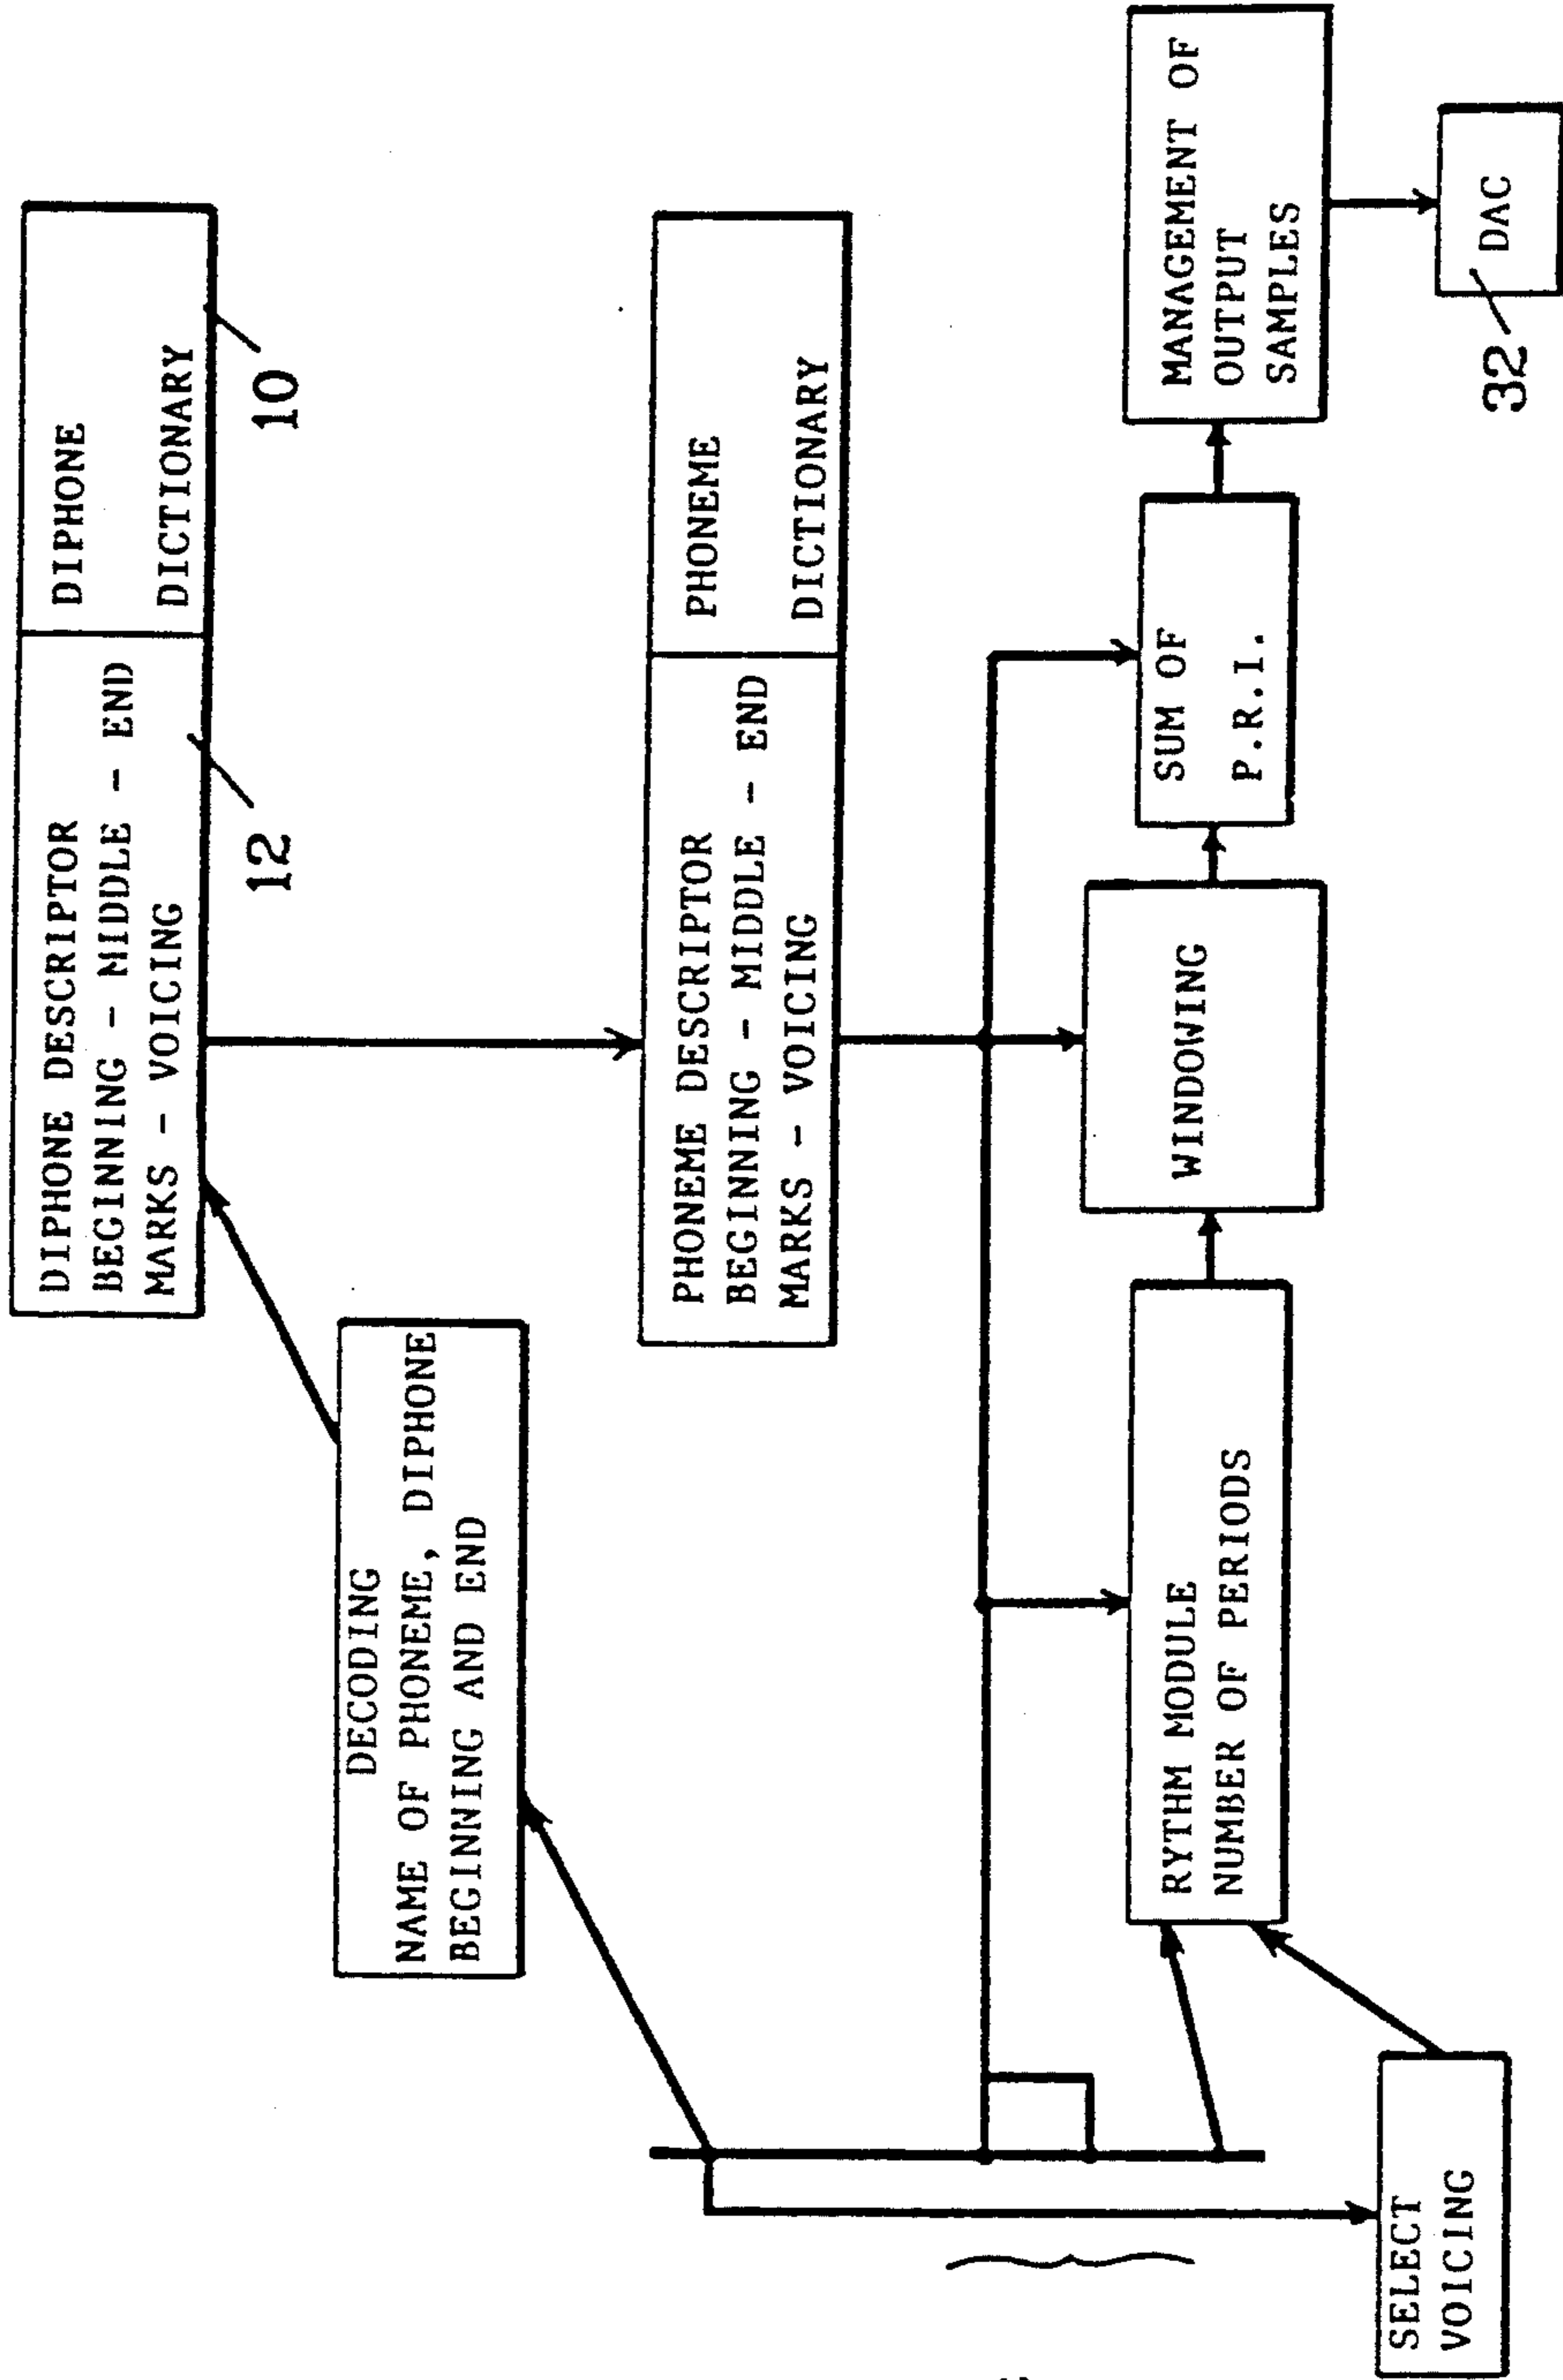 DIPHONE DESCRIPTOR
BEGINNING - MIDDLE - END
MARKS - VOICING
DIPHONE
DICTIONARY
12
10
DECODING
NAME OF PHONEME, DIPHONE
BEGINNING AND END
PHONEME DESCRIPTOR
BEGINNING - MIDDLE - END
MARKS - VOICING
PHONEME
DICTIONARY
RYTHM MODULE
NUMBER OF PERIODS
WINDOWING
SUM OF
P.R.I.
MANAGEMENT OF
OUTPUT
SAMPLES
SELECT
VOICING
32
DAC